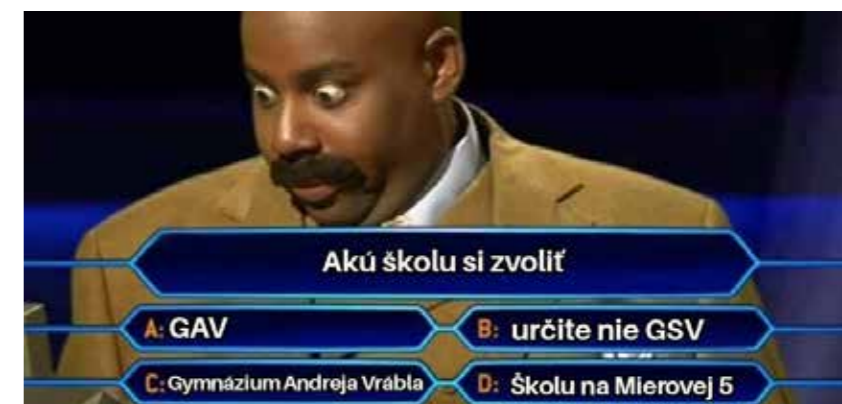 Akú školu si zvoliť
A: GAV
B: určite nie GSV
C: Gymnázium Andreja Vrábla
D: Školu na Mierovej 5